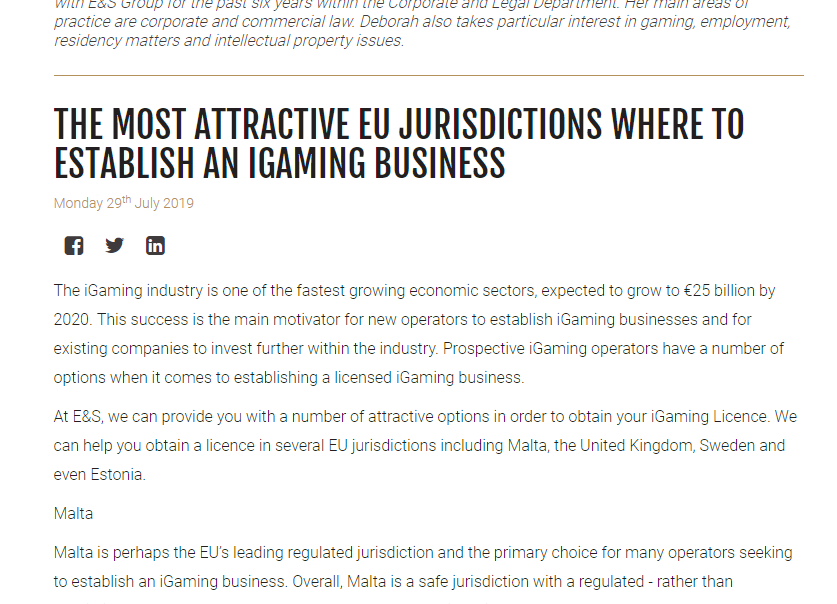 with E&S Group for the past six years within the Corporate and Legal Department. Her main areas of
practice are corporate and commercial law. Deborah also takes particular interest in gaming, employment,
residency matters and intellectual property issues.
THE MOST ATTRACTIVE EU JURISDICTIONS WHERE TO
ESTABLISH AN IGAMING BUSINESS
Monday 29th July 2019
The iGaming industry is one of the fastest growing economic sectors, expected to grow to €25 billion by
2020. This success is the main motivator for new operators to establish iGaming businesses and for
existing companies to invest further within the industry. Prospective iGaming operators have a number of
options when it comes to establishing a licensed iGaming business.
At E&S, we can provide you with a number of attractive options in order to obtain your iGaming Licence. We
can help you obtain a licence in several EU jurisdictions including Malta, the United Kingdom, Sweden and
even Estonia.
Malta
Malta is perhaps the EU’s leading regulated jurisdiction and the primary choice for many operators seeking
to establish an iGaming business. Overall, Malta is a safe jurisdiction with a regulated - rather than